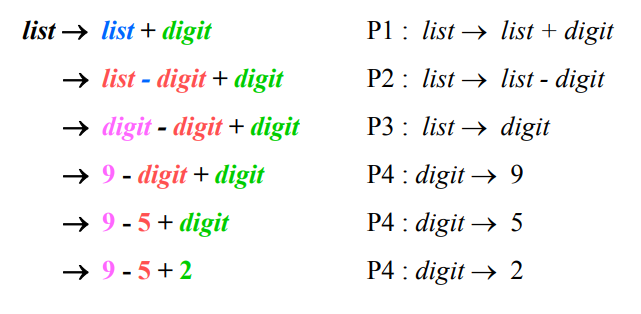 list → list + digit P1 : list → list + digit
→ list - digit + digit P2 : list → list - digit
→ digit - digit + digit P3 : list → digit
→ 9 - digit + digit P4 : digit → 9
→ 9 - 5 + digit P4 : digit → 5
→ 9 - 5 + 2 P4 : digit → 2